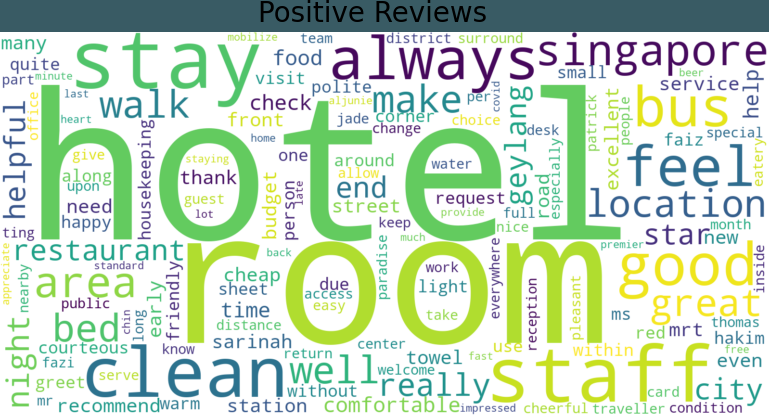 Positive Reviews
mobilize team district surround
many stay always singapore
quite food small
part minute visit polite make per covid beer service help
last walk check corner desk patrick people
office front jade choice excellent faiz special
heart aljunied change geylang bus
helpful hotel home
give housekeeping one around water road especially feel eatery
along staying allow
upon thank end location
need guest budget person street request full
happy lot late keep provide nice
ting restaurant back much premier star new month
appreciate standard room good inside
nearby area cheap due paradise work everywhere
public friendly sheet access light reception pleasant great
early time easy take ms
night bed chin long distance red mrt thomas
courteous know sarinah center use within hakim
fazi clean return well towel fast staff free even
greet serve welcome really card city
mr without
recommend warm station comfortable impressed cheerful traveller condition